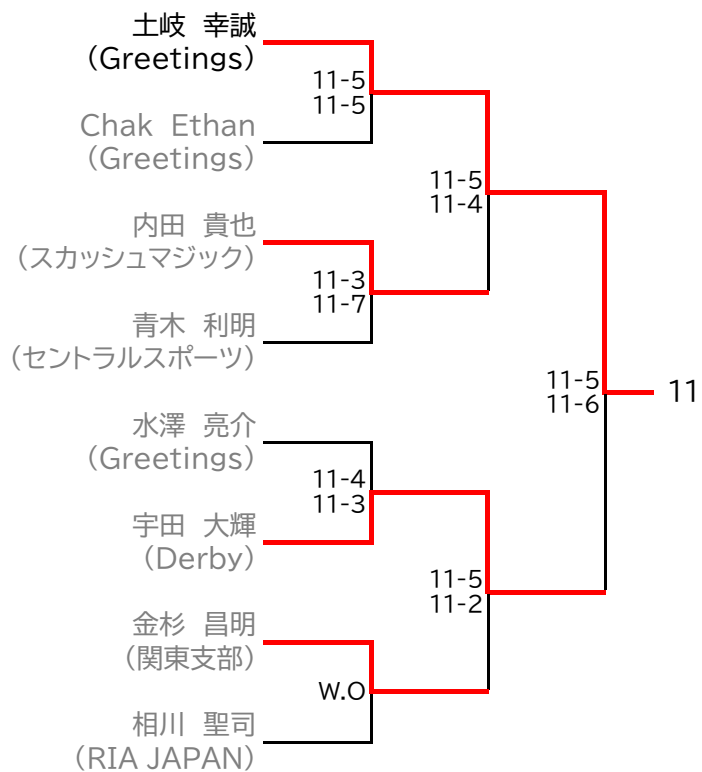 土岐 幸誠
(Greetings)
11-5
11-5
Chak Ethan
(Greetings)
11-5
11-4
内田 貴也
(スカッシュマジック)
11-3
11-7
青木 利明
(セントラルスポーツ)
11-5
11-6
11
水澤 亮介
(Greetings)
11-4
11-3
宇田 大輝
(Derby)
11-5
11-2
金杉 昌明
(関東支部)
W.O
相川 聖司
(RIA JAPAN)